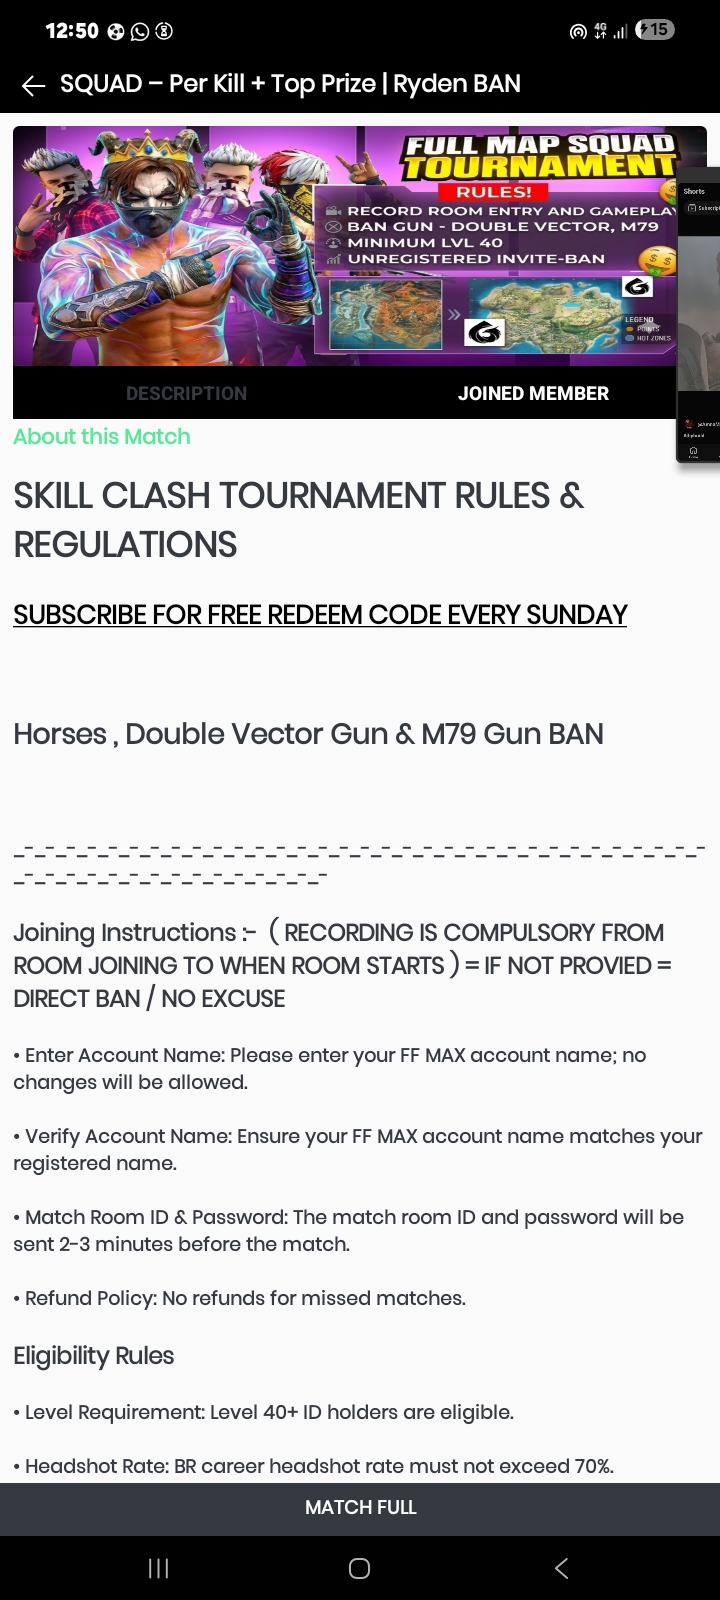 12:50
4G
15
SQUAD – Per Kill + Top Prize | Ryden BAN
FULL MAP SQUAD
TOURNAMENT
RULES!
RECORD ROOM ENTRY AND GAMEPLAY
BAN GUN - DOUBLE VECTOR, M79
MINIMUM LVL 40
UNREGISTERED INVITE-BAN
LEGEND
POINTS
HOT ZONES
Shorts
DESCRIPTION
JOINED MEMBER
About this Match
SKILL CLASH TOURNAMENT RULES &
REGULATIONS
SUBSCRIBE FOR FREE REDEEM CODE EVERY SUNDAY
Horses , Double Vector Gun & M79 Gun BAN
_-_-_-_-_-_-_-_-_-_-_-_-_-_-_-_-_-_-_-_-_-_-_-_-_-_-_-_-_-_-_-_-_-
_-_-_-_-_-_-_-_-_-_-_-_-_-_-_-
Joining Instructions :- ( RECORDING IS COMPULSORY FROM
ROOM JOINING TO WHEN ROOM STARTS ) = IF NOT PROVIED =
DIRECT BAN / NO EXCUSE
• Enter Account Name: Please enter your FF MAX account name; no
changes will be allowed.
• Verify Account Name: Ensure your FF MAX account name matches your
registered name.
• Match Room ID & Password: The match room ID and password will be
sent 2-3 minutes before the match.
• Refund Policy: No refunds for missed matches.
Eligibility Rules
• Level Requirement: Level 40+ ID holders are eligible.
• Headshot Rate: BR career headshot rate must not exceed 70%.
MATCH FULL